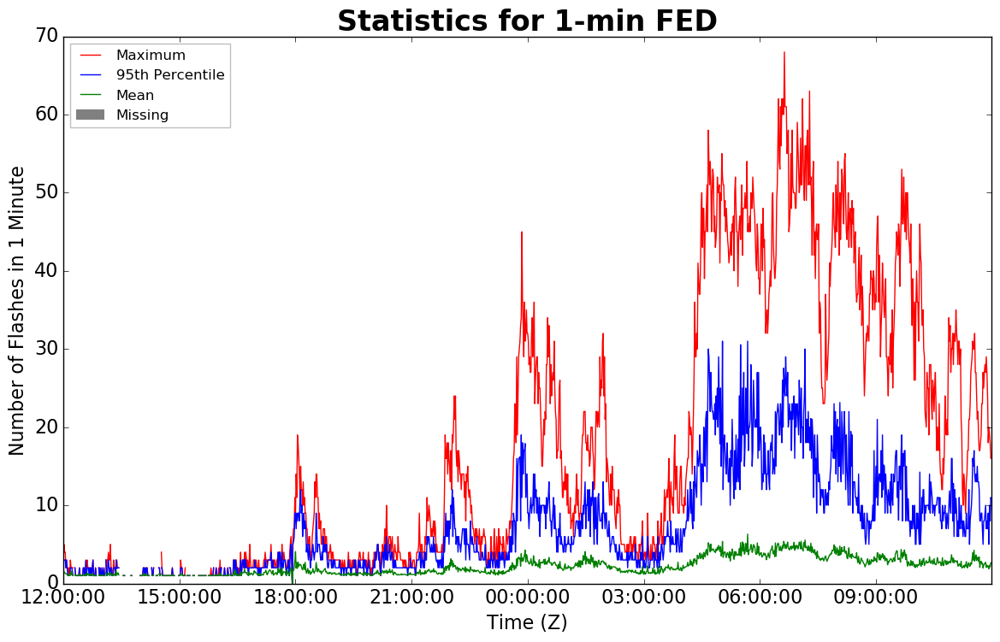 Statistics for 1-min FED
70
60
50
40
30
20
10
0
Number of Flashes in 1 Minute
Maximum
95th Percentile
Mean
Missing
12:00:00 15:00:00 18:00:00 21:00:00 00:00:00 03:00:00 06:00:00 09:00:00
Time (Z)